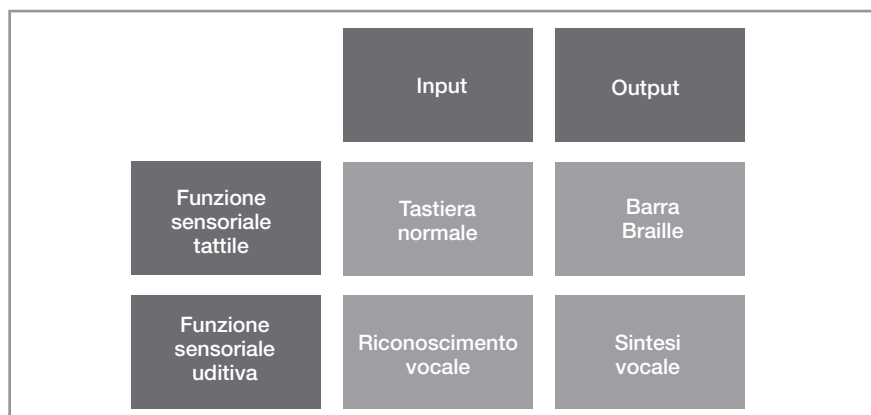 Input
Output
Funzione
sensoriale
tattile
Tastiera
normale
Barra
Braille
Funzione
sensoriale
uditiva
Riconoscimento
vocale
Sintesi
vocale